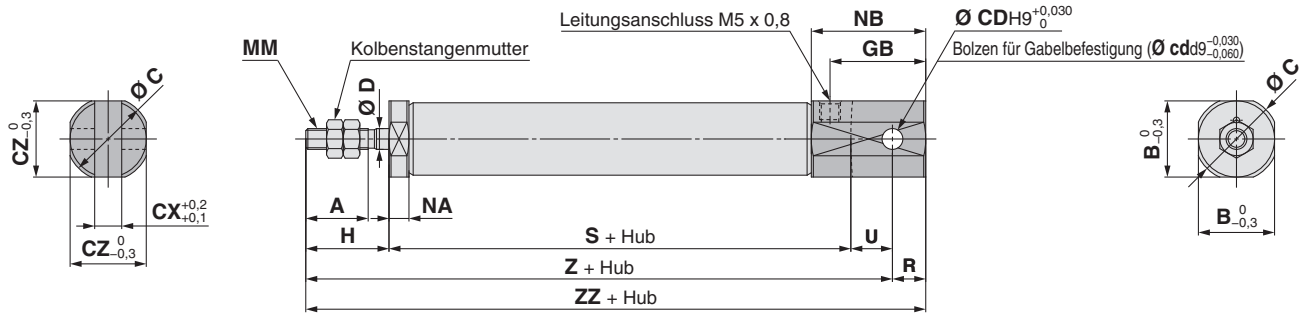 Leitungsanschluss M5 x 0,8
NB
Ø CDH9 +0,030 0
MM
Kolbenstangenmutter
GB
Bolzen für Gabelbefestigung (Ø cdd9 −0,030 −0,060)
Ø C
Ø D
Ø C
CZ 0 −0,3
B 0 −0,3
CX +0,2 +0,1
A
NA
B 0 −0,3
CZ 0 −0,3
H
S + Hub
U
Z + Hub
R
ZZ + Hub